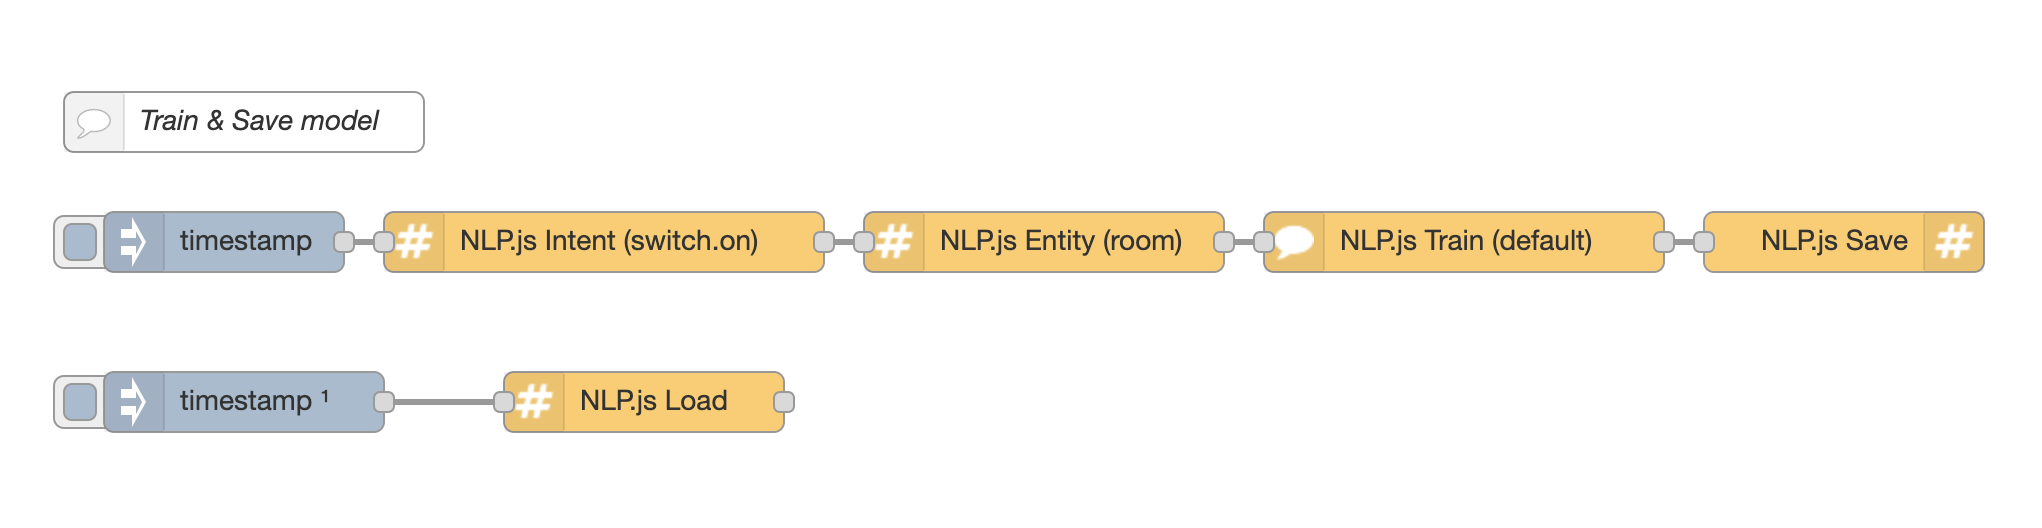 Train & Save model
timestamp
NLP.js Intent (switch.on)
NLP.js Entity (room)
NLP.js Train (default)
NLP.js Save
timestamp ¹
NLP.js Load